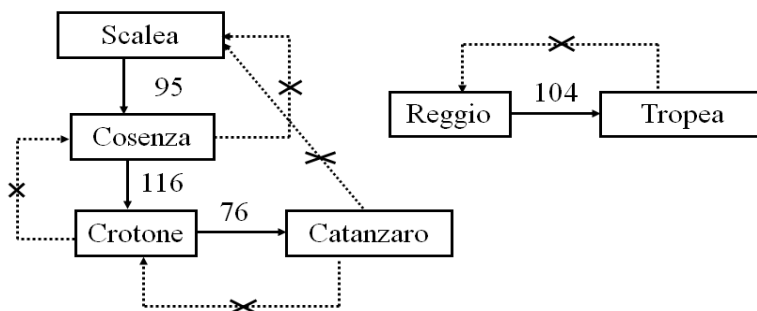 Scalea
95
Cosenza
116
Crotone
76
Catanzaro
Reggio
104
Tropea